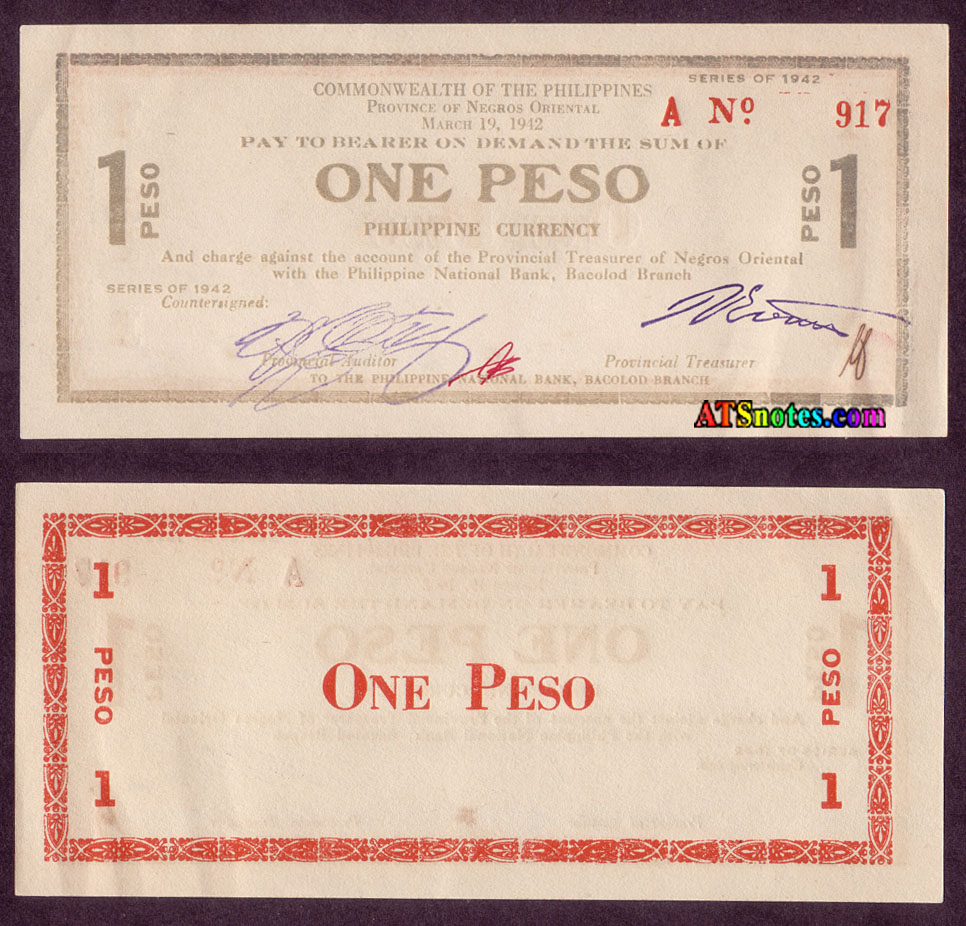 SERIES OF 1942
COMMONWEALTH OF THE PHILIPPINES
PROVINCE OF NEGROS ORIENTAL
MARCH 19, 1942
A Nº 917
PAY TO BEARER ON DEMAND THE SUM OF
1 PESO
ONE PESO
PESO 1
PHILIPPINE CURRENCY
And charge against the account of the Provincial Treasurer of Negros Oriental
with the Philippine National Bank, Bacolod Branch
SERIES OF 1942
Countersigned:
Provincial Auditor
Provincial Treasurer
TO THE PHILIPPINE NATIONAL BANK, BACOLOD BRANCH
ATSnotes.com
1
1
PESO
ONE PESO
PESO
1
1